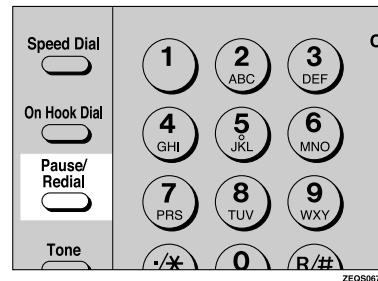 Speed Dial
1
2
ABC
3
DEF
On Hook Dial
4
GHI
5
JKL
6
MNO
Pause/
Redial
7
PRS
8
TUV
9
WXY
Tone
·/*
0
R/#
ZEQS067